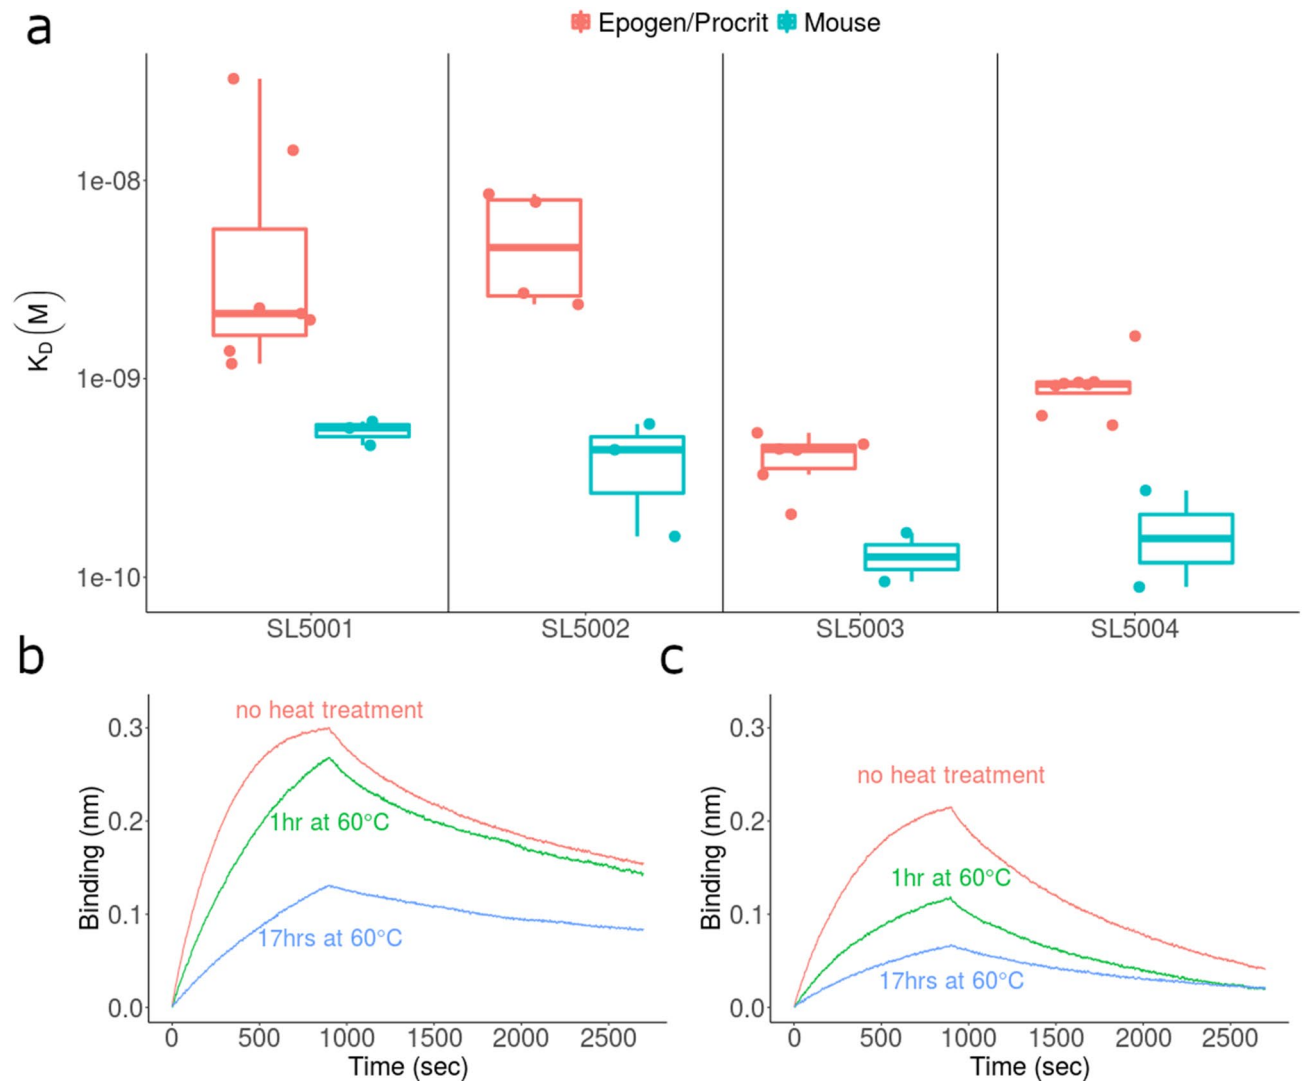 a
Epogen/Procrit Mouse
1e-08
1e-09
1e-10
K_D (M)
SL5001 SL5002 SL5003 SL5004
b
no heat treatment
1hr at 60°C
17hrs at 60°C
0.3
0.2
0.1
0.0
Binding (nm)
0 500 1000 1500 2000 2500
Time (sec)
c
no heat treatment
1hr at 60°C
17hrs at 60°C
0.3
0.2
0.1
0.0
Binding (nm)
0 500 1000 1500 2000 2500
Time (sec)